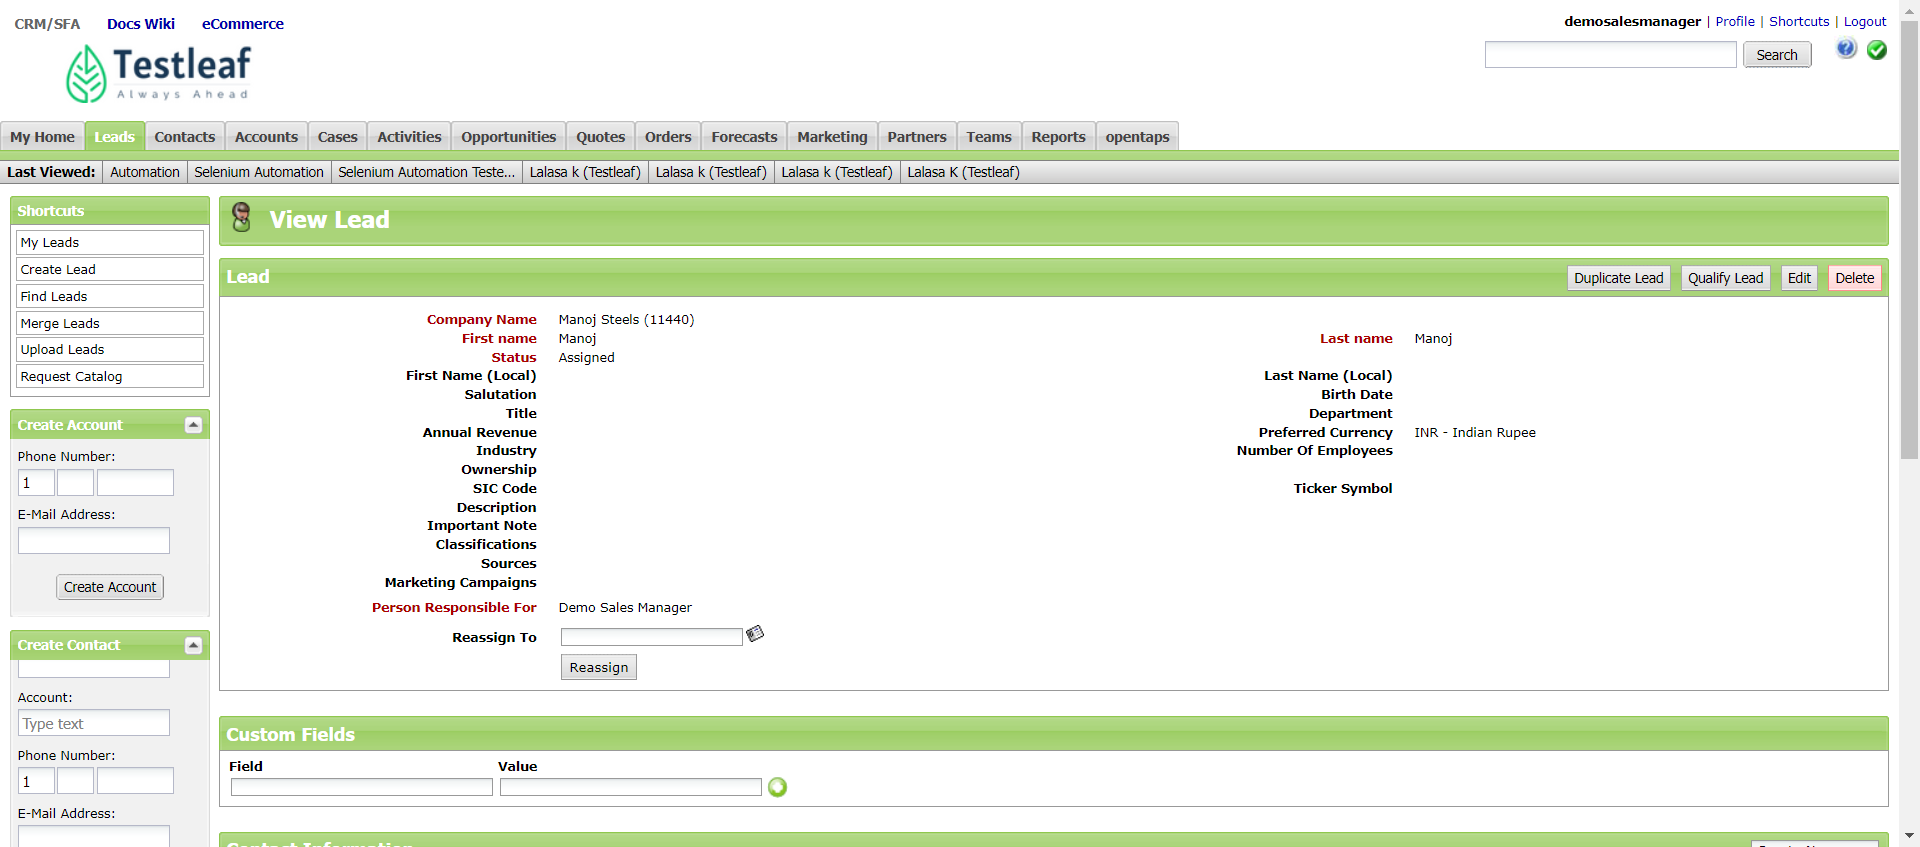 CRM/SFA Docs Wiki eCommerce
demosalesmanager | Profile | Shortcuts | Logout
Testleaf
Always Ahead
Search
My Home Leads Contacts Accounts Cases Activities Opportunities Quotes Orders Forecasts Marketing Partners Teams Reports opentaps
Last Viewed: Automation Selenium Automation Selenium Automation Teste... Lalasa k (Testleaf) Lalasa k (Testleaf) Lalasa k (Testleaf) Lalasa K (Testleaf)
Shortcuts
My Leads
Create Lead
Find Leads
Merge Leads
Upload Leads
Request Catalog
Create Account
Phone Number:
1
E-Mail Address:
Create Account
Create Contact
Account:
Type text
Phone Number:
1
E-Mail Address:
View Lead
Lead
Duplicate Lead Qualify Lead Edit Delete
Company Name Manoj Steels (11440)
First name Manoj Last name Manoj
Status Assigned
First Name (Local) Last Name (Local)
Salutation Birth Date
Title Department
Annual Revenue Preferred Currency INR - Indian Rupee
Industry Number Of Employees
Ownership
SIC Code Ticker Symbol
Description
Important Note
Classifications
Sources
Marketing Campaigns
Person Responsible For Demo Sales Manager
Reassign To
Reassign
Custom Fields
Field Value
Contact Information